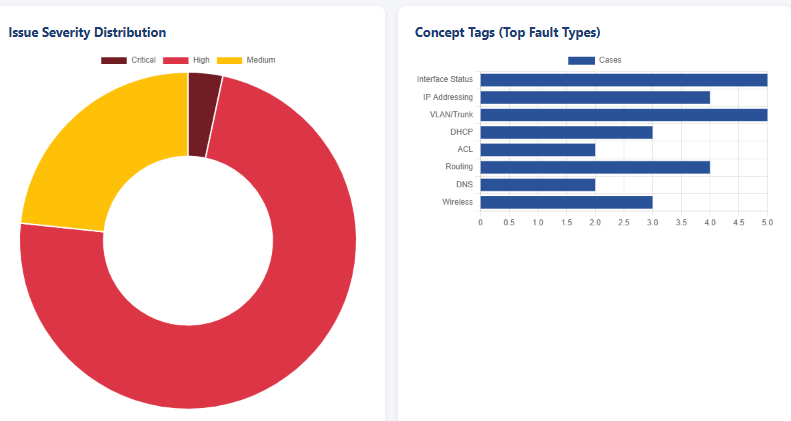 Issue Severity Distribution
Critical High Medium
Concept Tags (Top Fault Types)
Cases
Interface Status
IP Addressing
VLAN/Trunk
DHCP
ACL
Routing
DNS
Wireless
0 0.5 1.0 1.5 2.0 2.5 3.0 3.5 4.0 4.5 5.0